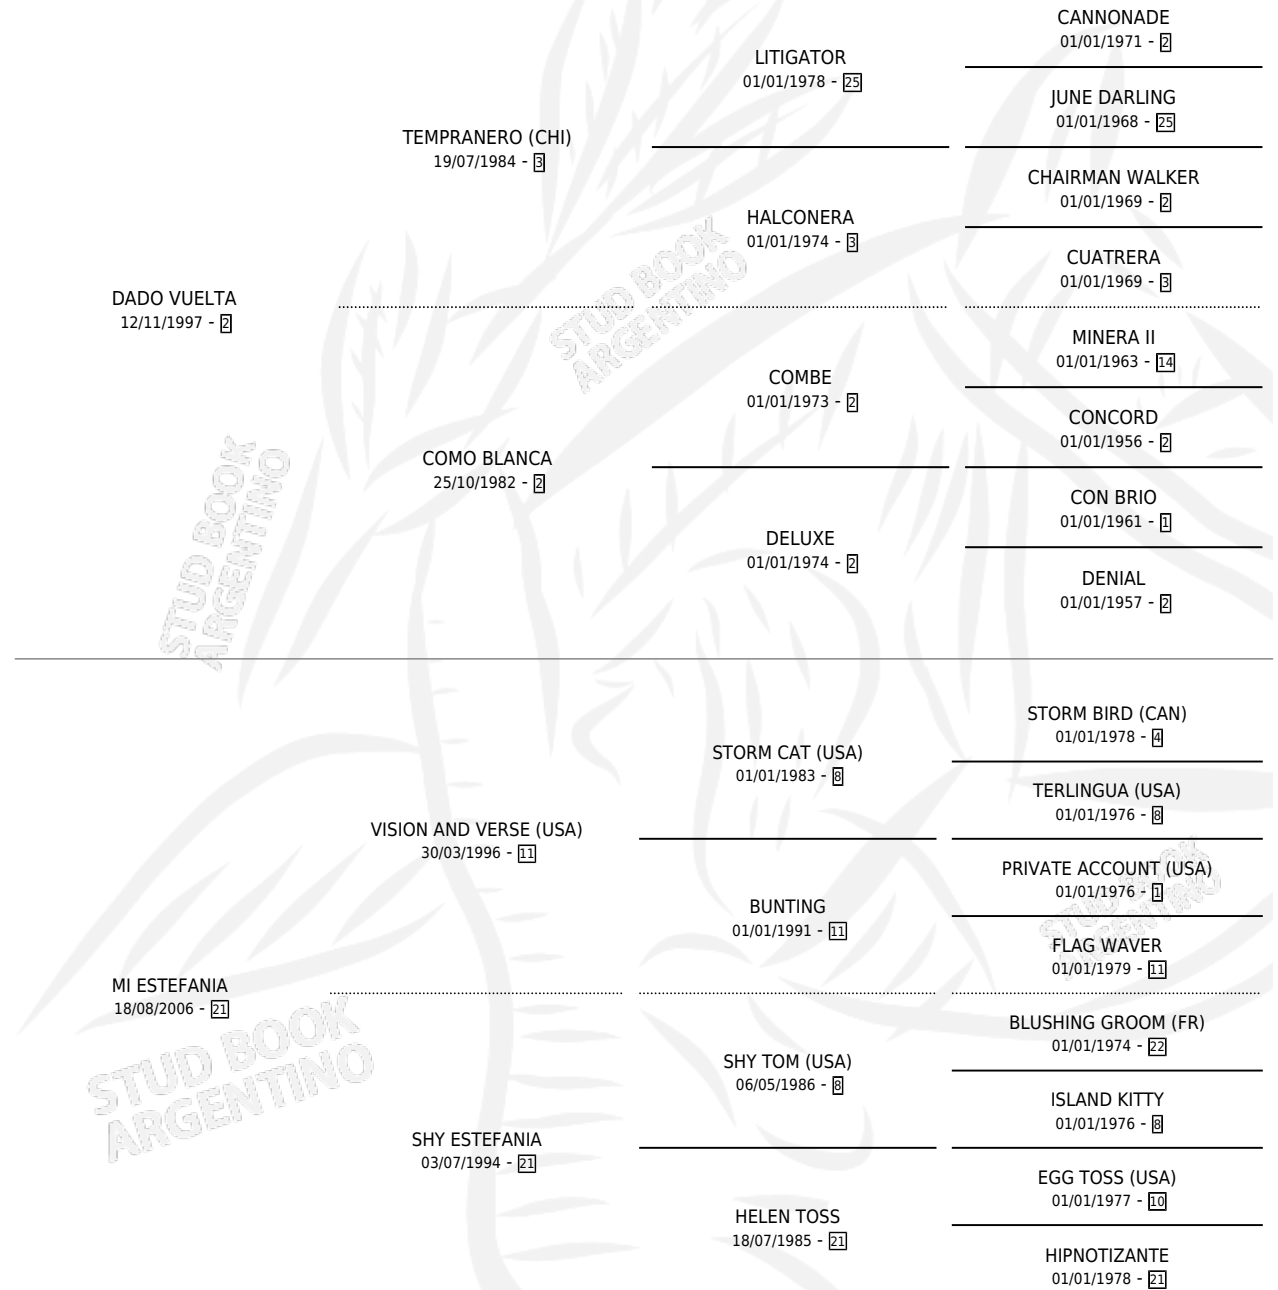 CANNONADE
01/01/1971 - 2
LITIGATOR
01/01/1978 - 25
JUNE DARLING
01/01/1968 - 25
TEMPRANERO (CHI)
19/07/1984 - 3
CHAIRMAN WALKER
01/01/1969 - 2
HALCONERA
01/01/1974 - 3
CUATRERA
01/01/1969 - 3
DADO VUELTA
12/11/1997 - 2
MINERA II
01/01/1963 - 14
COMBE
01/01/1973 - 2
CONCORD
01/01/1956 - 2
COMO BLANCA
25/10/1982 - 2
CON BRIO
01/01/1961 - 1
DELUXE
01/01/1974 - 2
DENIAL
01/01/1957 - 2
STUD BOOK
ARGENTINO
STUD BOOK
ARGENTINO
STORM BIRD (CAN)
01/01/1978 - 4
STORM CAT (USA)
01/01/1983 - 8
TERLINGUA (USA)
01/01/1976 - 8
VISION AND VERSE (USA)
30/03/1996 - 11
PRIVATE ACCOUNT (USA)
01/01/1976 - 1
BUNTING
01/01/1991 - 11
FLAG WAVER
01/01/1979 - 11
MI ESTEFANIA
18/08/2006 - 21
BLUSHING GROOM (FR)
01/01/1974 - 22
SHY TOM (USA)
06/05/1986 - 8
ISLAND KITTY
01/01/1976 - 8
SHY ESTEFANIA
03/07/1994 - 21
EGG TOSS (USA)
01/01/1977 - 10
HELEN TOSS
18/07/1985 - 21
HIPNOTIZANTE
01/01/1978 - 21
STUD BOOK
ARGENTINO
STUD BOOK
ARGENTINO